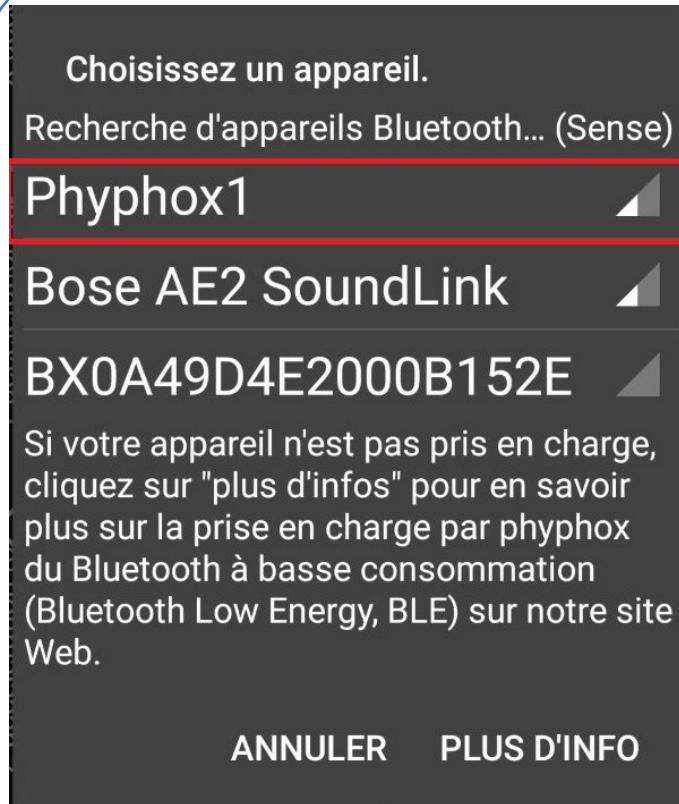 Choisissez un appareil.
Recherche d'appareils Bluetooth... (Sense)
Phyphox1
Bose AE2 SoundLink
BX0A49D4E2000B152E
Si votre appareil n'est pas pris en charge,
cliquez sur "plus d'infos" pour en savoir
plus sur la prise en charge par phyphox
du Bluetooth à basse consommation
(Bluetooth Low Energy, BLE) sur notre site
Web.
ANNULER PLUS D'INFO